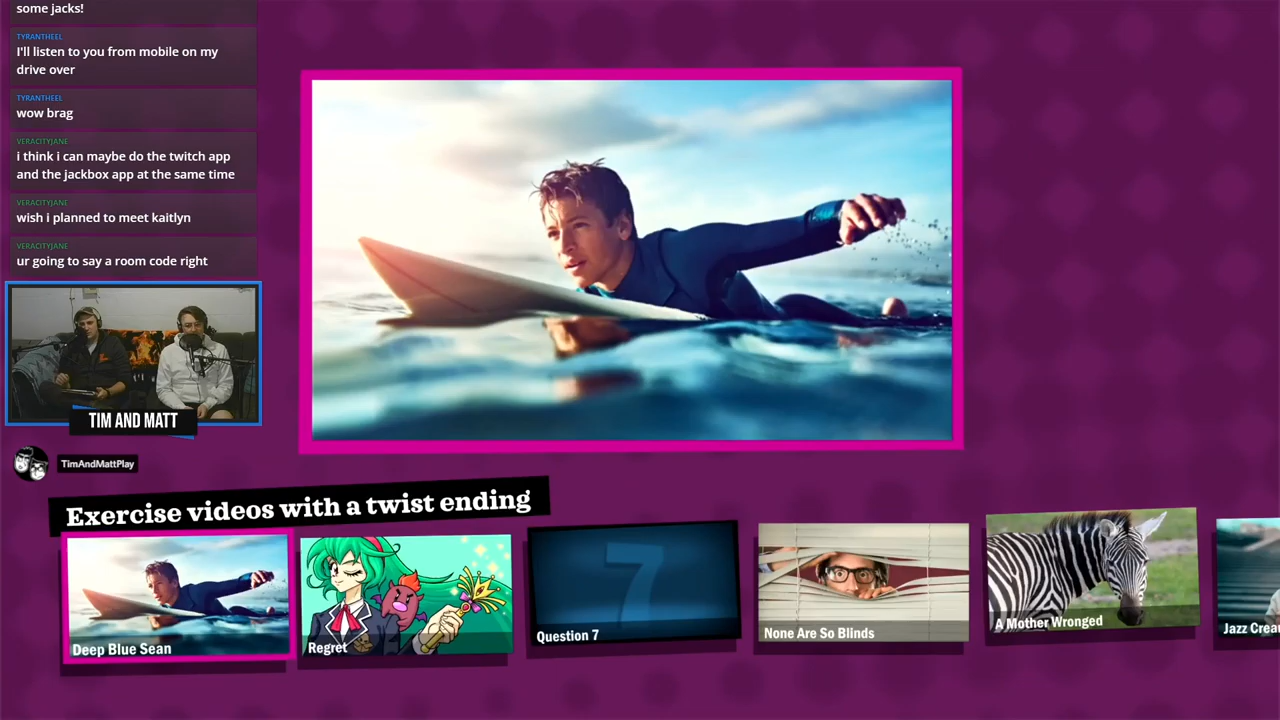 some jacks!
TYRANTHEEL
I'll listen to you from mobile on my
drive over
TYRANTHEEL
wow brag
VERACITYJANE
i think i can maybe do the twitch app
and the jackbox app at the same time
VERACITYJANE
wish i planned to meet kaitlyn
VERACITYJANE
ur going to say a room code right
TIM AND MATT
TimAndMattPlay
Exercise videos with a twist ending
Deep Blue Sean
Regret
7
Question 7
None Are So Blinds
A Mother Wronged
Jazz